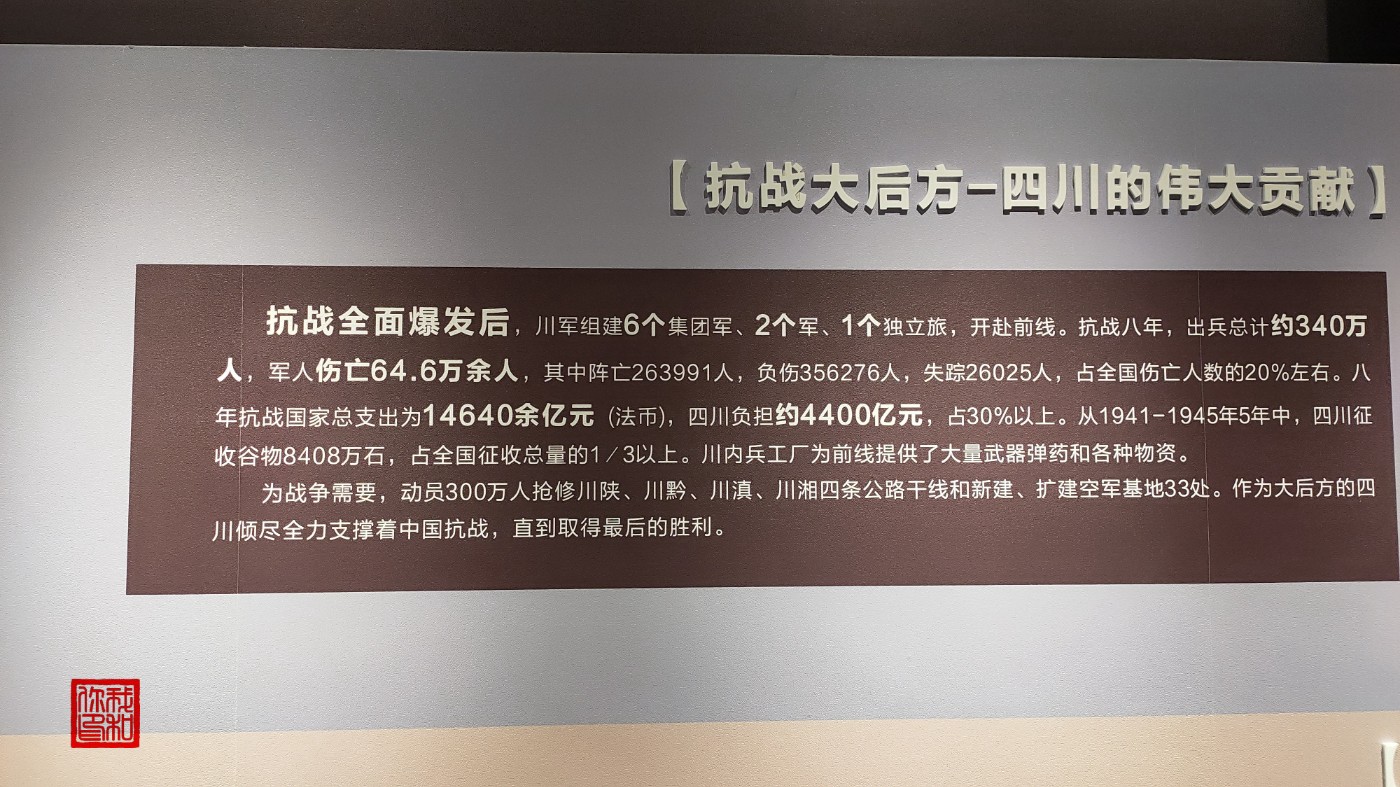 【抗战大后方-四川的伟大贡献】
抗战全面爆发后，川军组建6个集团军、2个军、1个独立旅，开赴前线。抗战八年，出兵总计约340万
人，军人伤亡64.6万余人，其中阵亡263991人，负伤356276人，失踪26025人，占全国伤亡人数的20%左右。八
年抗战国家总支出为14640余亿元（法币），四川负担约4400亿元，占30%以上。从1941-1945年5年中，四川征
收谷物8408万石，占全国征收总量的1／3以上。川内兵工厂为前线提供了大量武器弹药和各种物资。
为战争需要，动员300万人抢修川陕、川黔、川滇、川湘四条公路干线和新建、扩建空军基地33处。作为大后方的四
川倾尽全力支撑着中国抗战，直到取得最后的胜利。
【